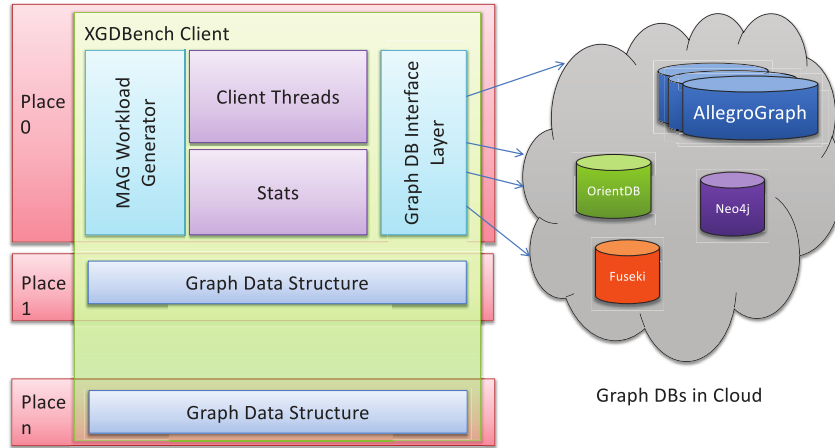 XGDBench Client
Place
0
MAG Workload
Generator
Client Threads
Stats
Graph DB Interface
Layer
AllegroGraph
OrientDB
Neo4j
Fuseki
Place
1
Graph Data Structure
Place
n
Graph Data Structure
Graph DBs in Cloud